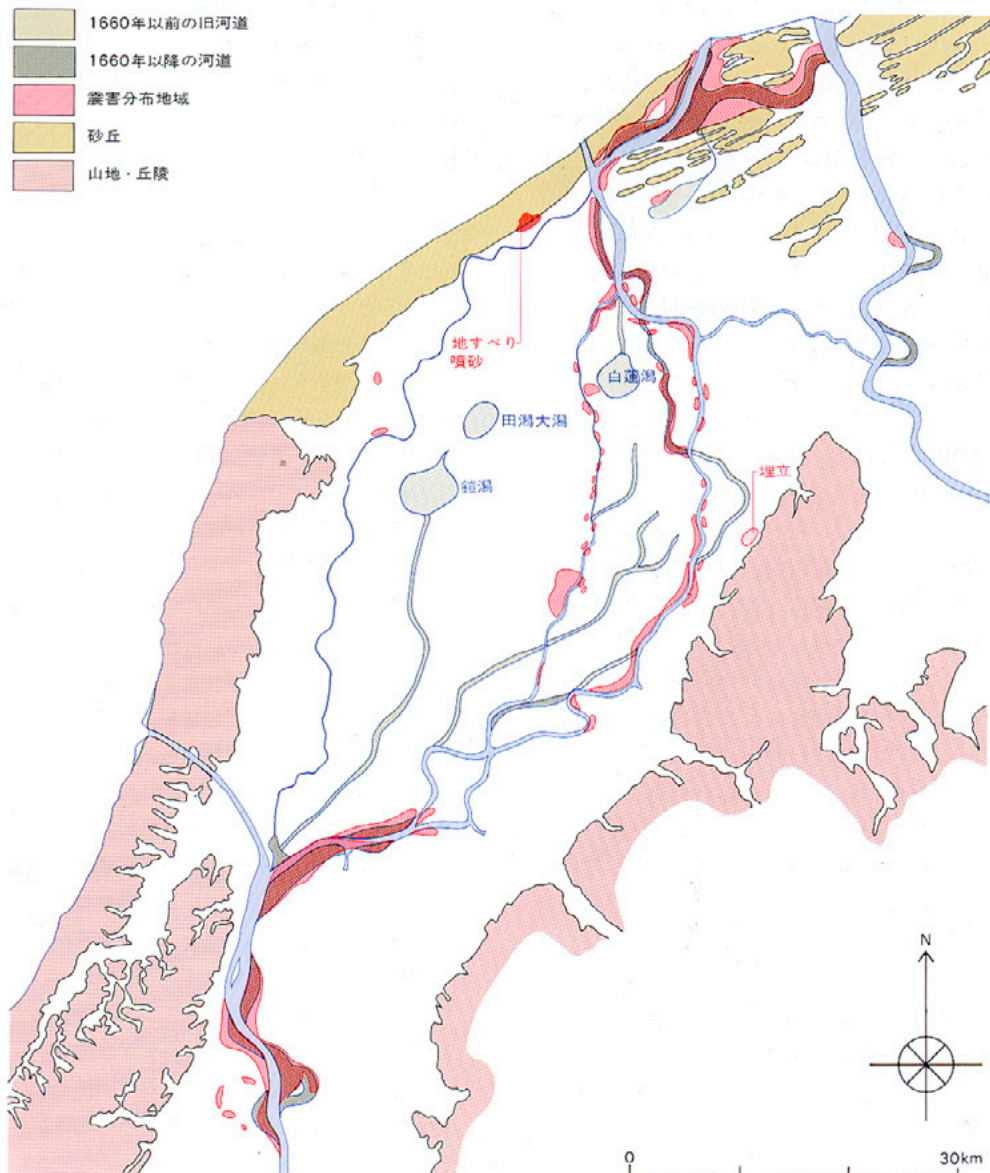 1660年以前の旧河道
1660年以降の河道
震害分布地域
砂丘
山地・丘陵
地すべり
噴砂
白蓮潟
田潟大潟
鎧潟
埋立
N
0
30km